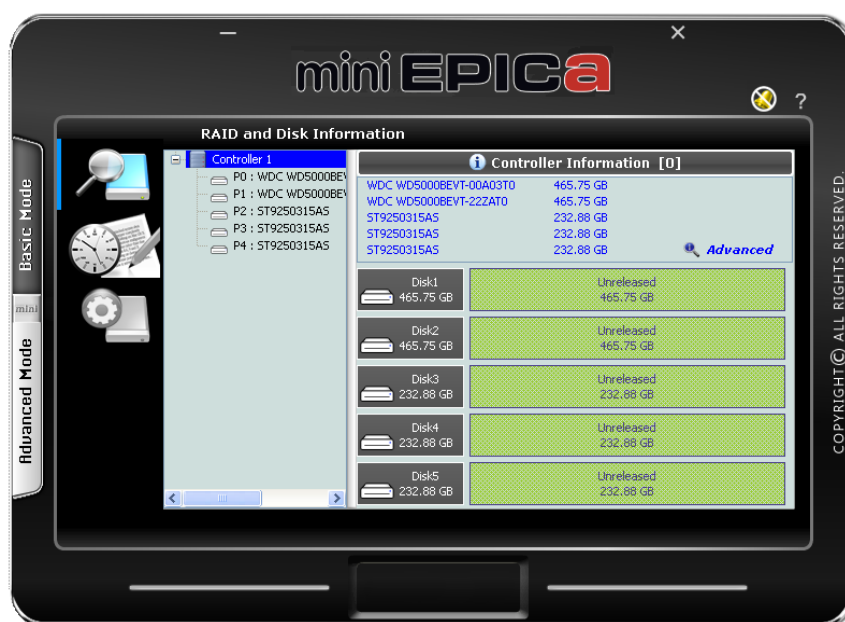 mini EPICa
?
RAID and Disk Information
Basic Mode
mini
Advanced Mode
Controller 1
P0 : WDC WD5000BEV
P1 : WDC WD5000BEV
P2 : ST9250315AS
P3 : ST9250315AS
P4 : ST9250315AS
Controller Information [0]
WDC WD5000BEVT-00A03T0 465.75 GB
WDC WD5000BEVT-22ZAT0 465.75 GB
ST9250315AS 232.88 GB
ST9250315AS 232.88 GB
ST9250315AS 232.88 GB
Advanced
Disk1
465.75 GB
Unreleased
465.75 GB
Disk2
465.75 GB
Unreleased
465.75 GB
Disk3
232.88 GB
Unreleased
232.88 GB
Disk4
232.88 GB
Unreleased
232.88 GB
Disk5
232.88 GB
Unreleased
232.88 GB
COPYRIGHT(C) ALL RIGHTS RESERVED.